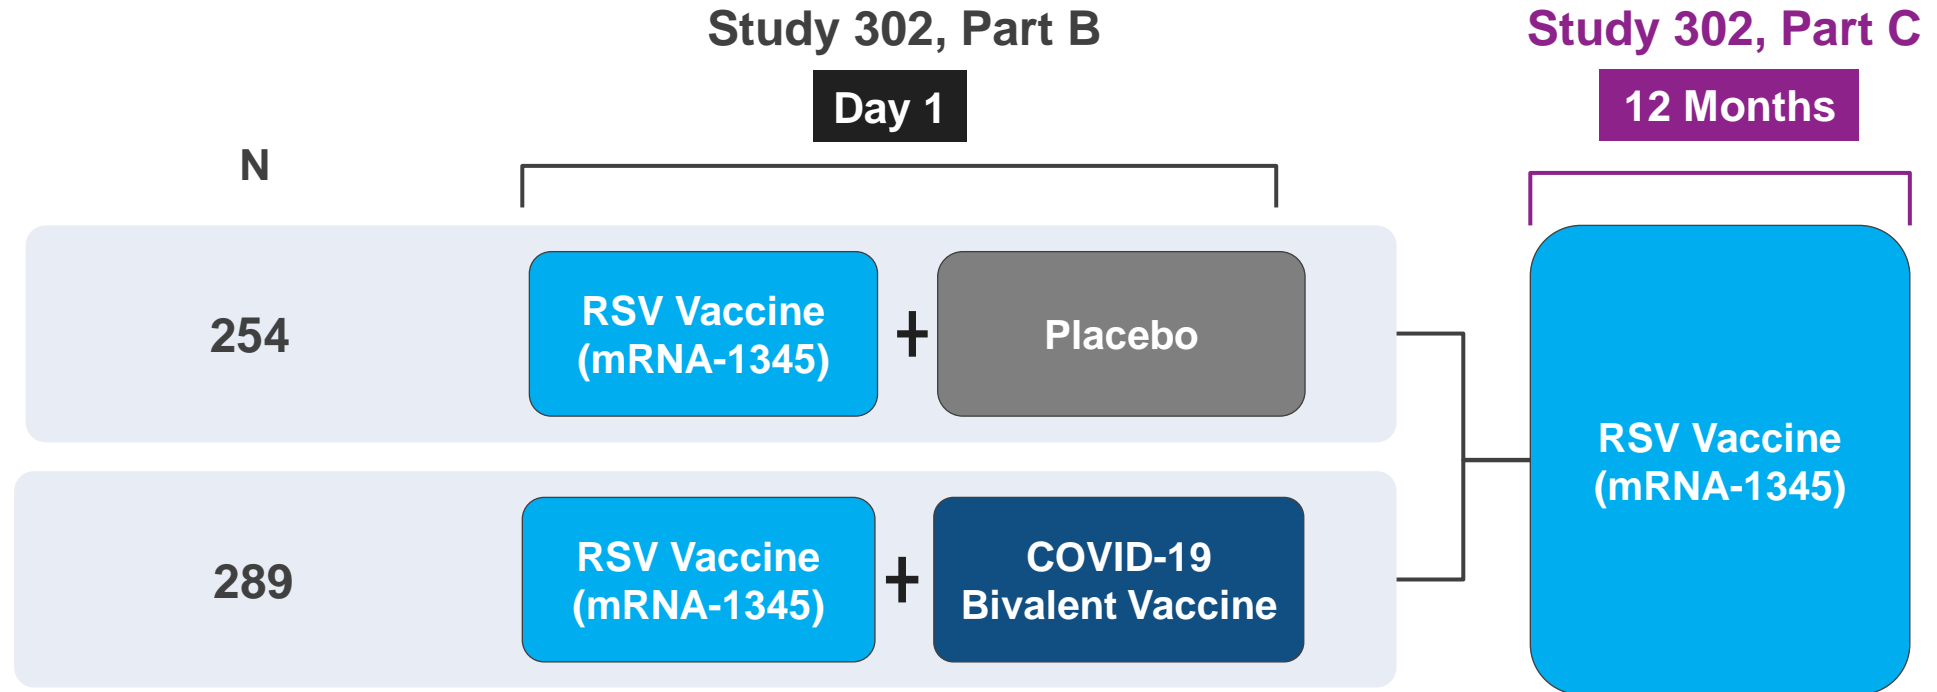 Study 302, Part B
Study 302, Part C
Day 1
12 Months
N
254
RSV Vaccine
(mRNA-1345)
+
Placebo
289
RSV Vaccine
(mRNA-1345)
+
COVID-19
Bivalent Vaccine
RSV Vaccine
(mRNA-1345)